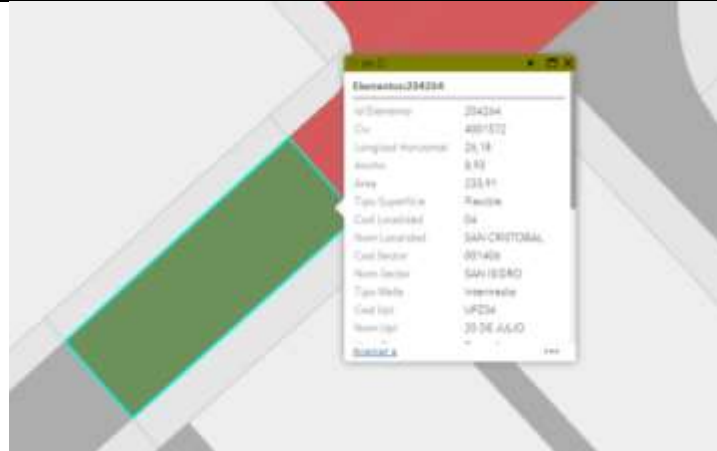 Elementos:204264
Id Elemento 204264
Civ 4001572
Longitud Horizontal 26,18
Ancho 8,93
Area 233,91
Tipo Superficie Flexible
Cod Localidad 04
Nom Localidad SAN CRISTOBAL
Cod Sector 001406
Nom Sector SAN ISIDRO
Tipo Malla Intermedia
Cod Upz UPZ34
Nom Upz 20 DE JULIO
Acercar a